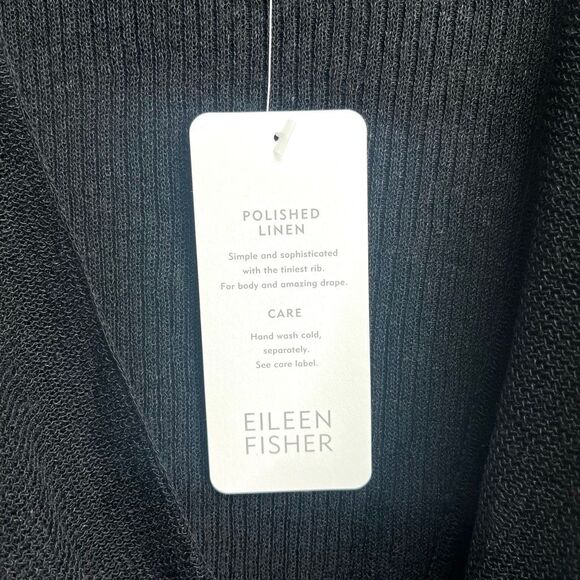 POLISHED
LINEN
Simple and sophisticated
with the tiniest rib.
For body and amazing drape.
CARE
Hand wash cold,
separately.
See care label.
EILEEN
FISHER